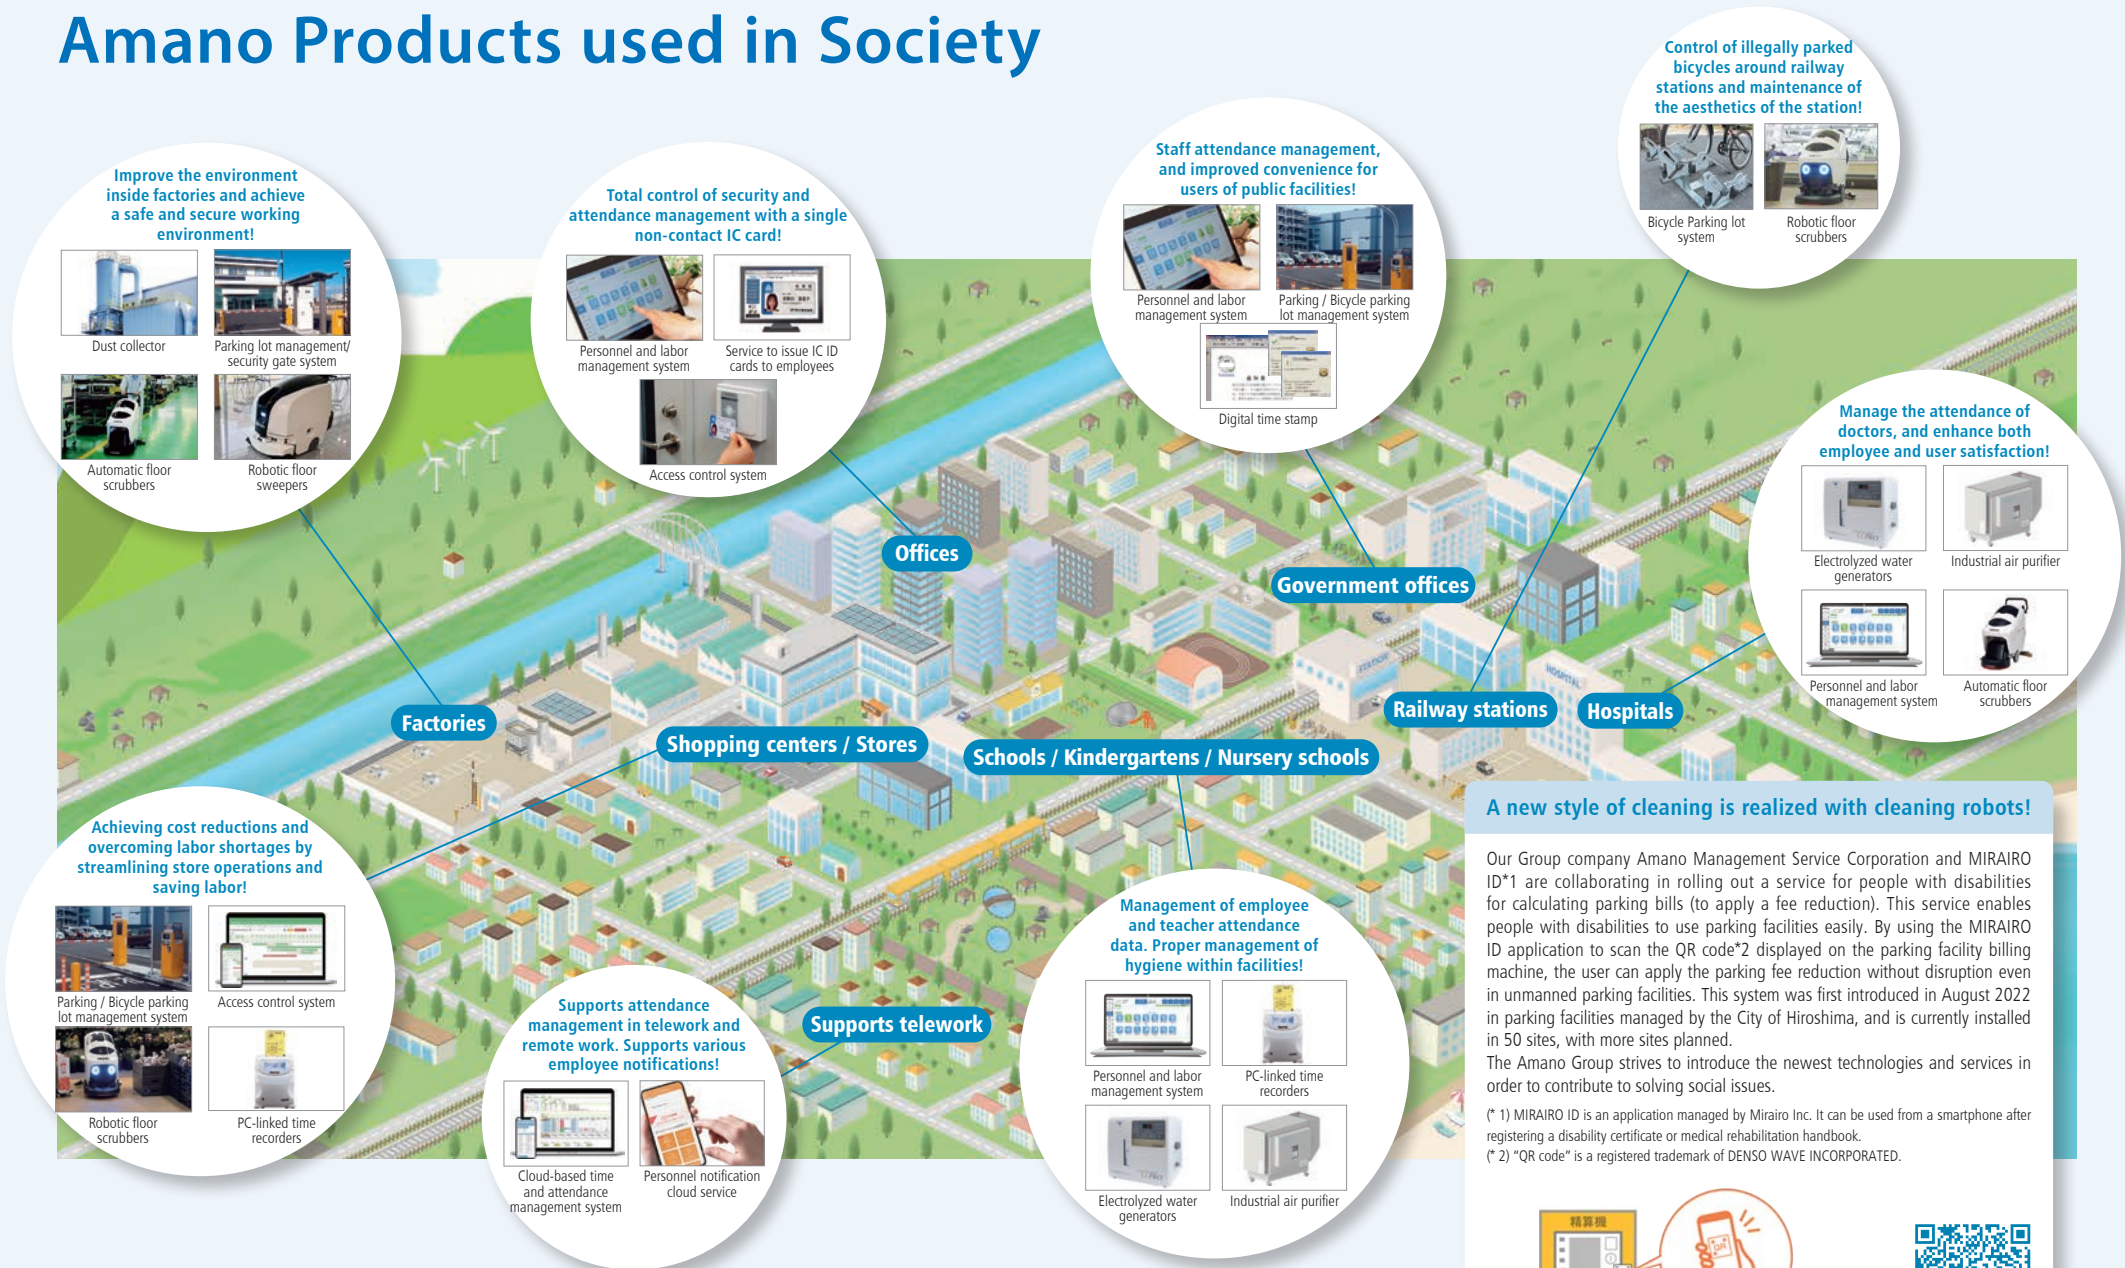 Amano Products used in Society
Control of illegally parked
bicycles around railway
stations and maintenance of
the aesthetics of the station!
Bicycle Parking lot
system
Robotic floor
scrubbers
Staff attendance management,
and improved convenience for
users of public facilities!
Personnel and labor
management system
Parking / Bicycle parking
lot management system
Digital time stamp
Improve the environment
inside factories and achieve
a safe and secure working
environment!
Dust collector
Parking lot management/
security gate system
Automatic floor
scrubbers
Robotic floor
sweepers
Total control of security and
attendance management with a single
non-contact IC card!
Personnel and labor
management system
Service to issue IC ID
cards to employees
Access control system
Manage the attendance of
doctors, and enhance both
employee and user satisfaction!
Electrolyzed water
generators
Industrial air purifier
Personnel and labor
management system
Automatic floor
scrubbers
Offices
Government offices
STATION
HOSPITAL
Factories
Shopping centers / Stores
Schools / Kindergartens / Nursery schools
Railway stations
Hospitals
Achieving cost reductions and
overcoming labor shortages by
streamlining store operations and
saving labor!
Parking / Bicycle parking
lot management system
Access control system
Robotic floor
scrubbers
PC-linked time
recorders
Supports attendance
management in telework and
remote work. Supports various
employee notifications!
Cloud-based time
and attendance
management system
Personnel notification
cloud service
Supports telework
Management of employee
and teacher attendance
data. Proper management of
hygiene within facilities!
Personnel and labor
management system
PC-linked time
recorders
Electrolyzed water
generators
Industrial air purifier
A new style of cleaning is realized with cleaning robots!
Our Group company Amano Management Service Corporation and MIRAIRO
ID*1 are collaborating in rolling out a service for people with disabilities
for calculating parking bills (to apply a fee reduction). This service enables
people with disabilities to use parking facilities easily. By using the MIRAIRO
ID application to scan the QR code*2 displayed on the parking facility billing
machine, the user can apply the parking fee reduction without disruption even
in unmanned parking facilities. This system was first introduced in August 2022
in parking facilities managed by the City of Hiroshima, and is currently installed
in 50 sites, with more sites planned.
The Amano Group strives to introduce the newest technologies and services in
order to contribute to solving social issues.
(* 1) MIRAIRO ID is an application managed by Mirairo Inc. It can be used from a smartphone after
registering a disability certificate or medical rehabilitation handbook.
(* 2) “QR code” is a registered trademark of DENSO WAVE INCORPORATED.
精算機
QR